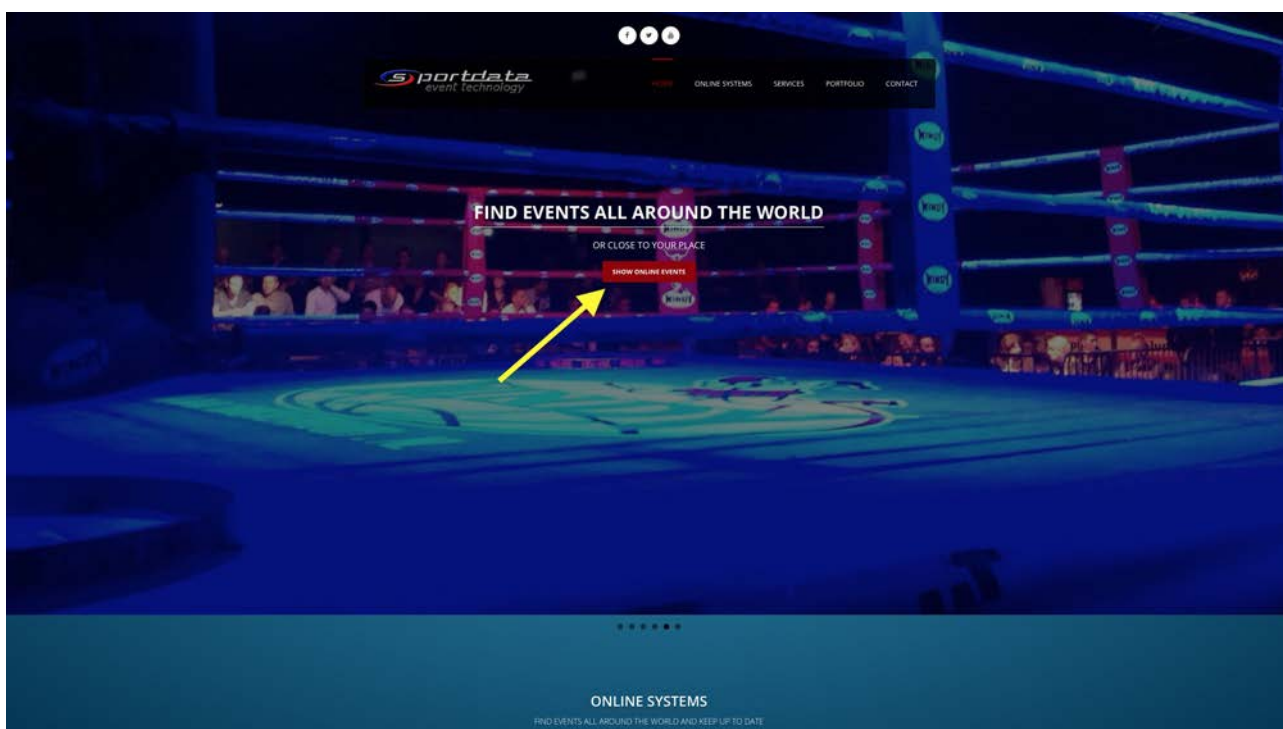 sportdata
event technology
HOME ONLINE SYSTEMS SERVICES PORTFOLIO CONTACT
FIND EVENTS ALL AROUND THE WORLD
OR CLOSE TO YOUR PLACE
SHOW ONLINE EVENTS
ONLINE SYSTEMS
FIND EVENTS ALL AROUND THE WORLD AND KEEP UP TO DATE